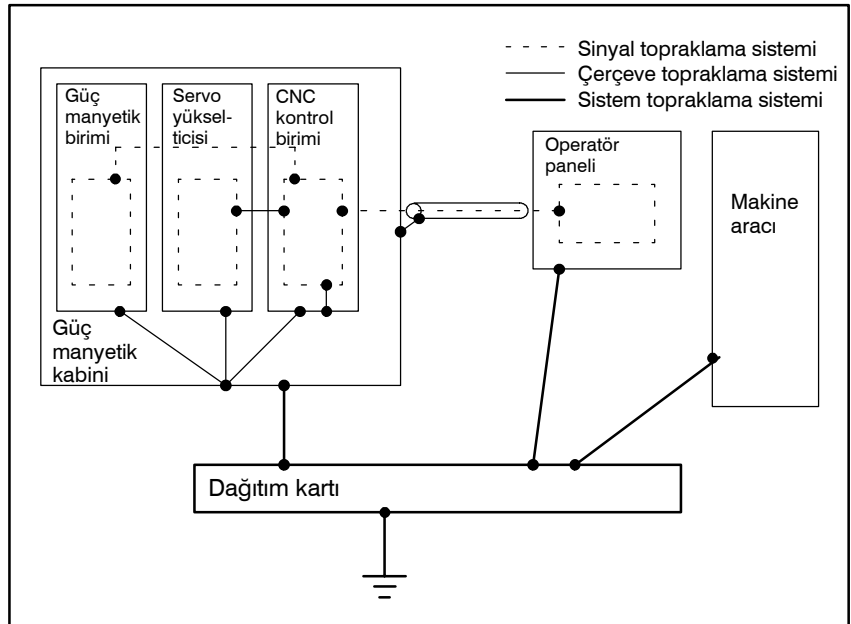 Sinyal topraklama sistemi
Çerçeve topraklama sistemi
Sistem topraklama sistemi
Güç
manyetik
birimi
Servo
yüksel-
ticisi
CNC
kontrol
birimi
Operatör
paneli
Makine
aracı
Güç
manyetik
kabini
Dağıtım kartı